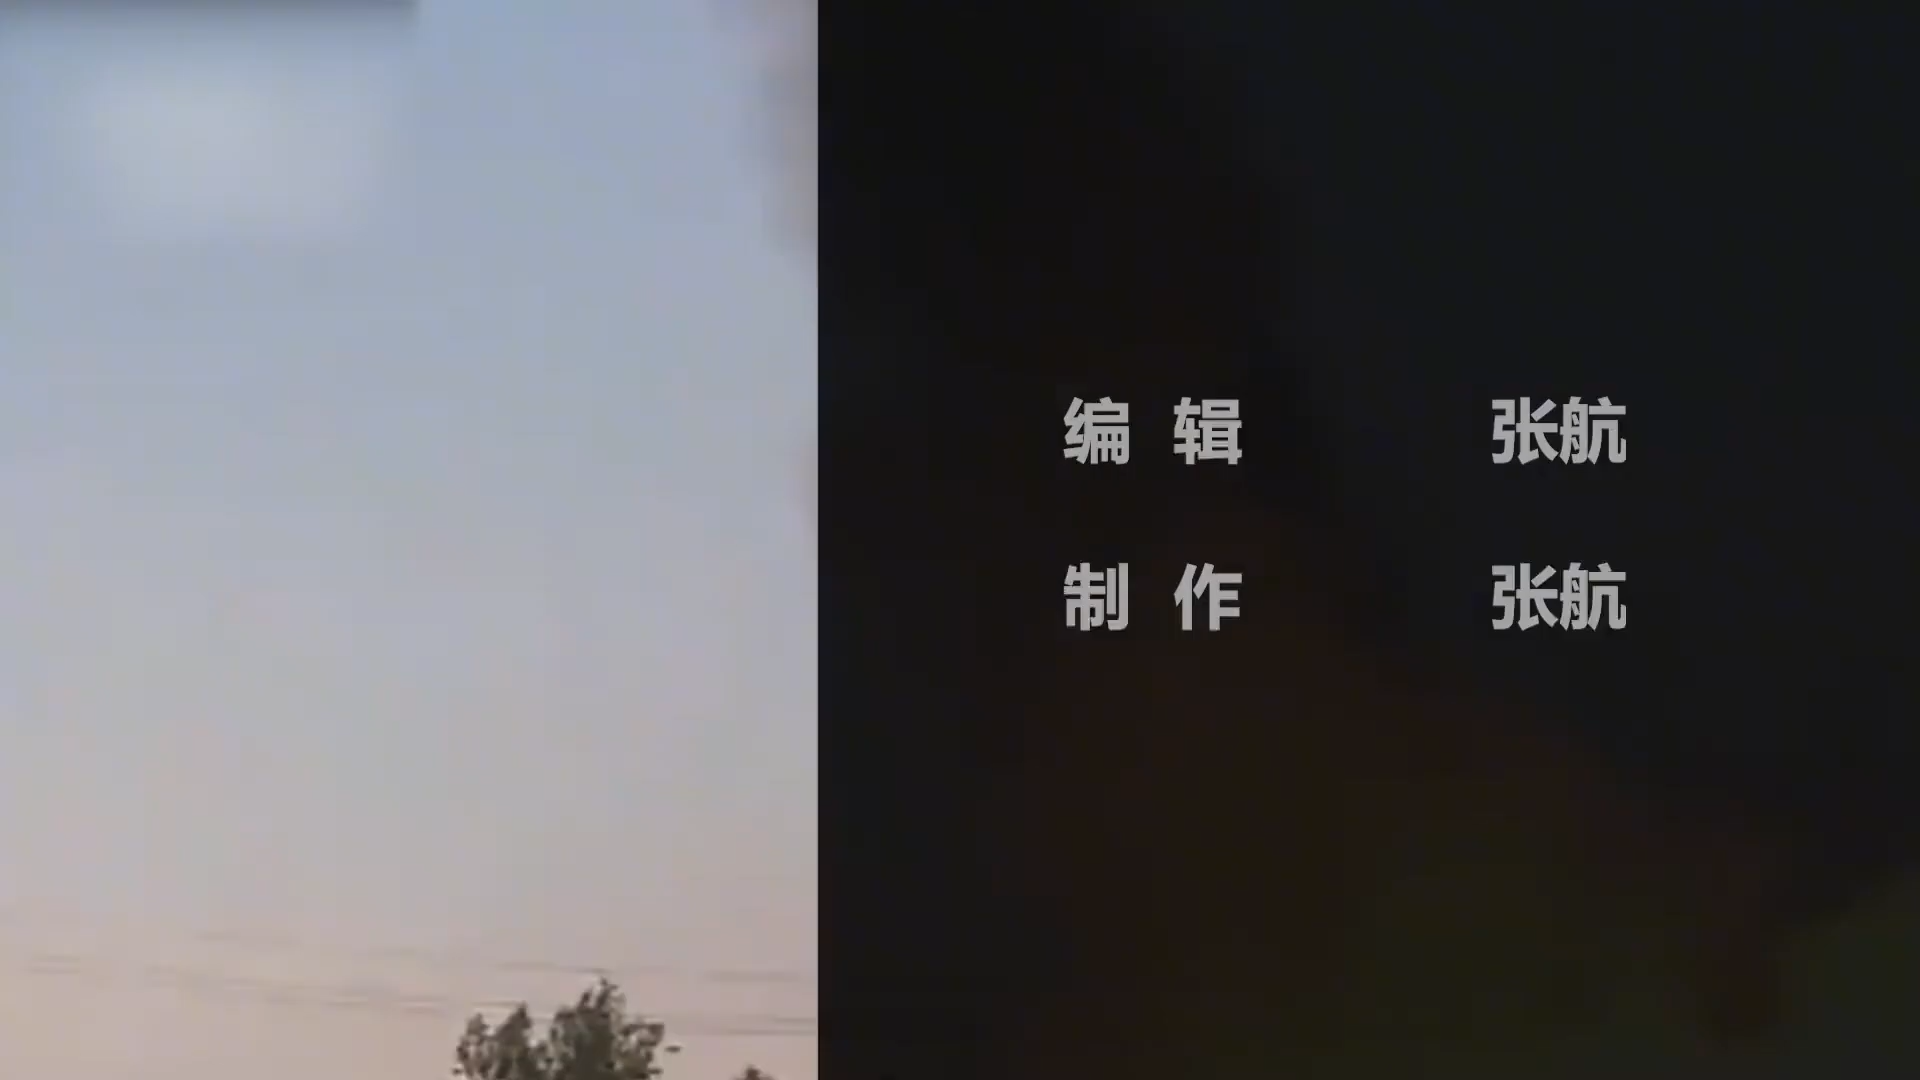 编 辑 张航
制 作 张航